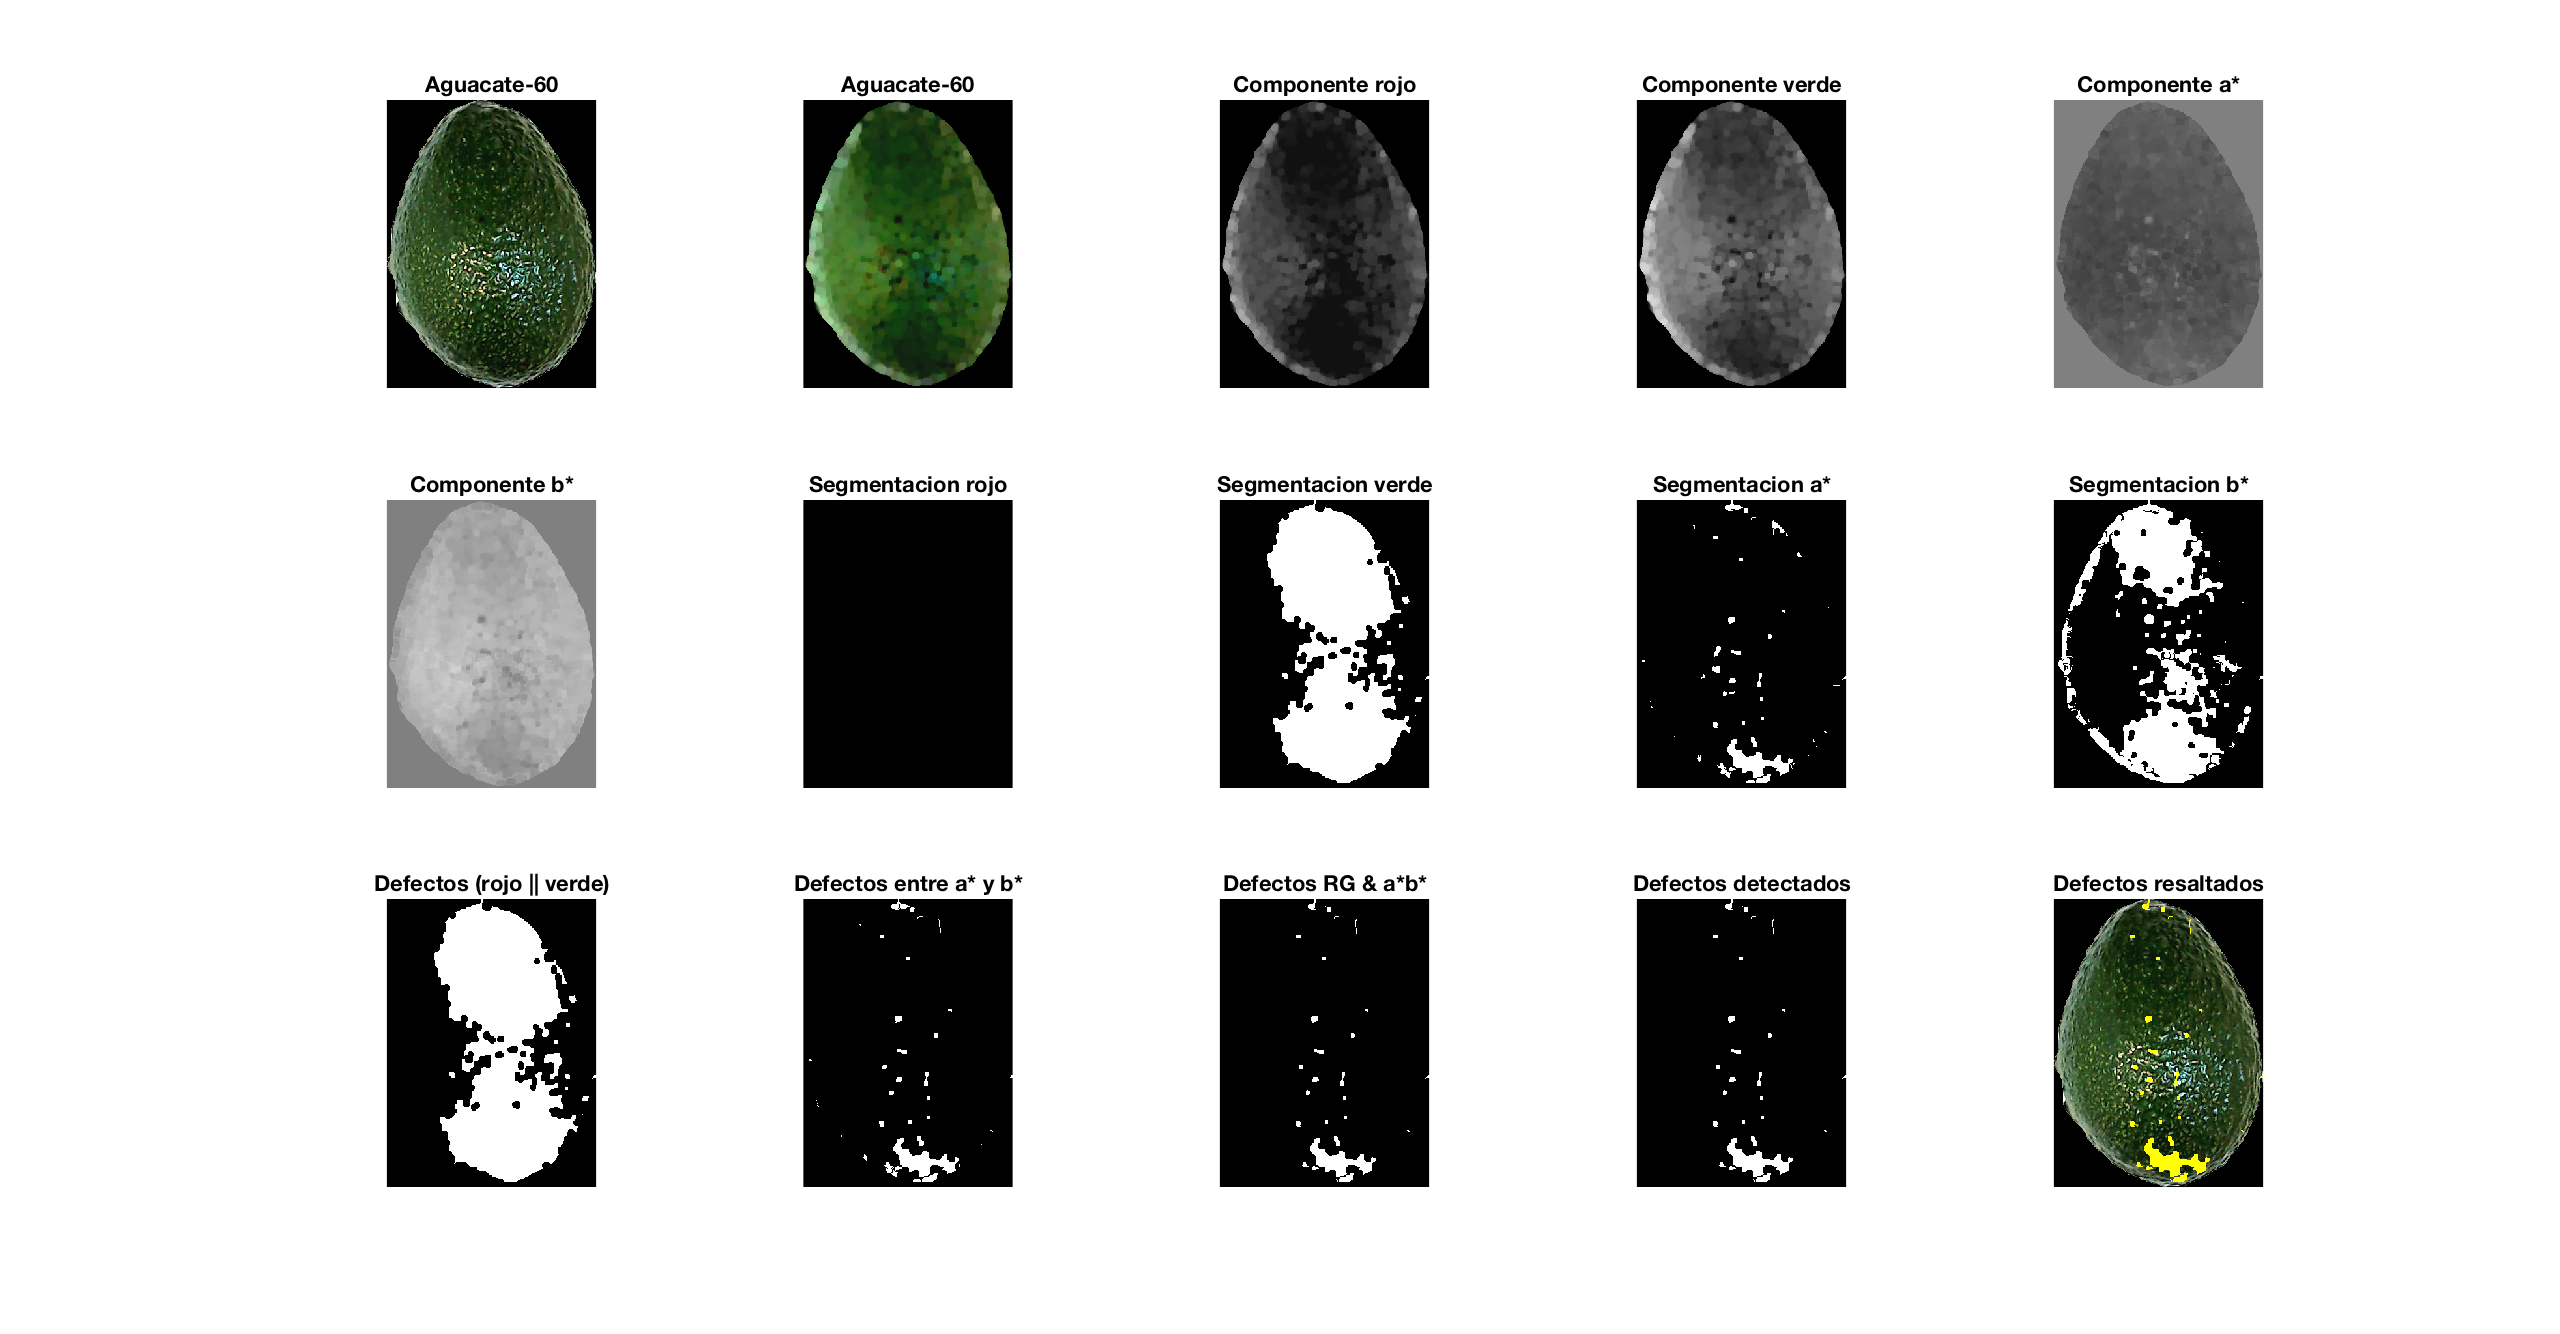 Aguacate-60
Aguacate-60
Componente rojo
Componente verde
Componente a*
Componente b*
Segmentacion rojo
Segmentacion verde
Segmentacion a*
Segmentacion b*
Defectos (rojo || verde)
Defectos entre a* y b*
Defectos RG & a*b*
Defectos detectados
Defectos resaltados